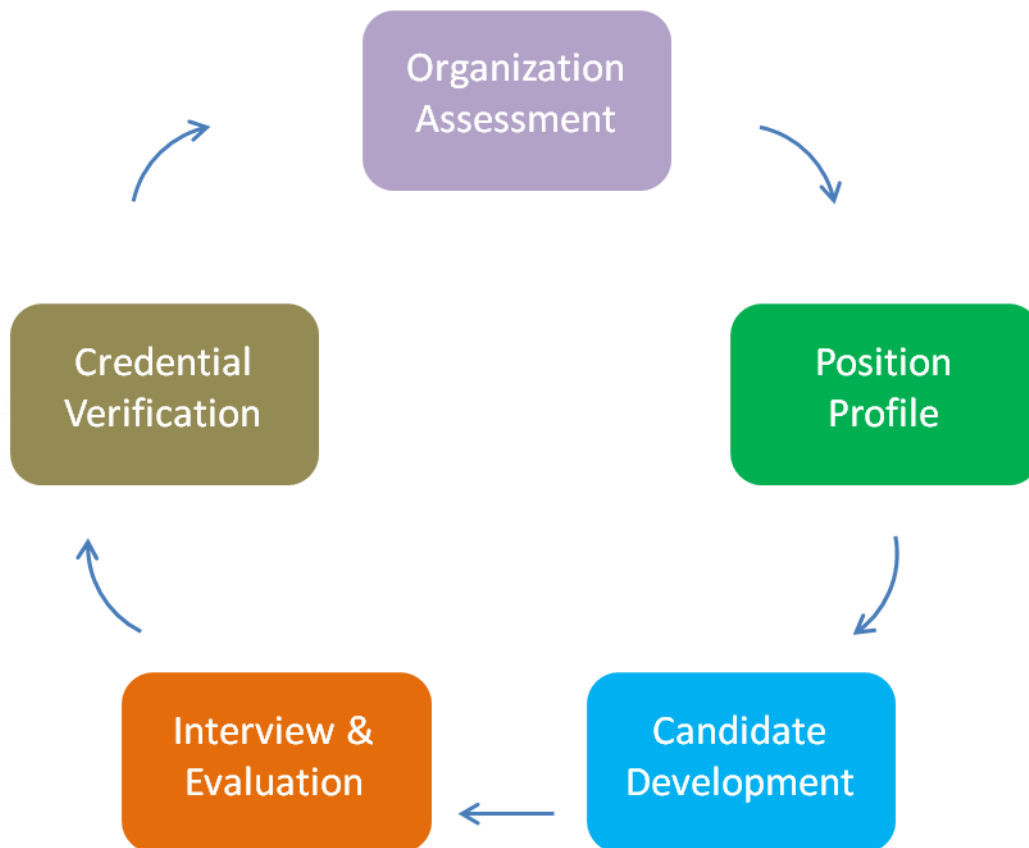 Organization
Assessment
Position
Profile
Candidate
Development
Interview &
Evaluation
Credential
Verification